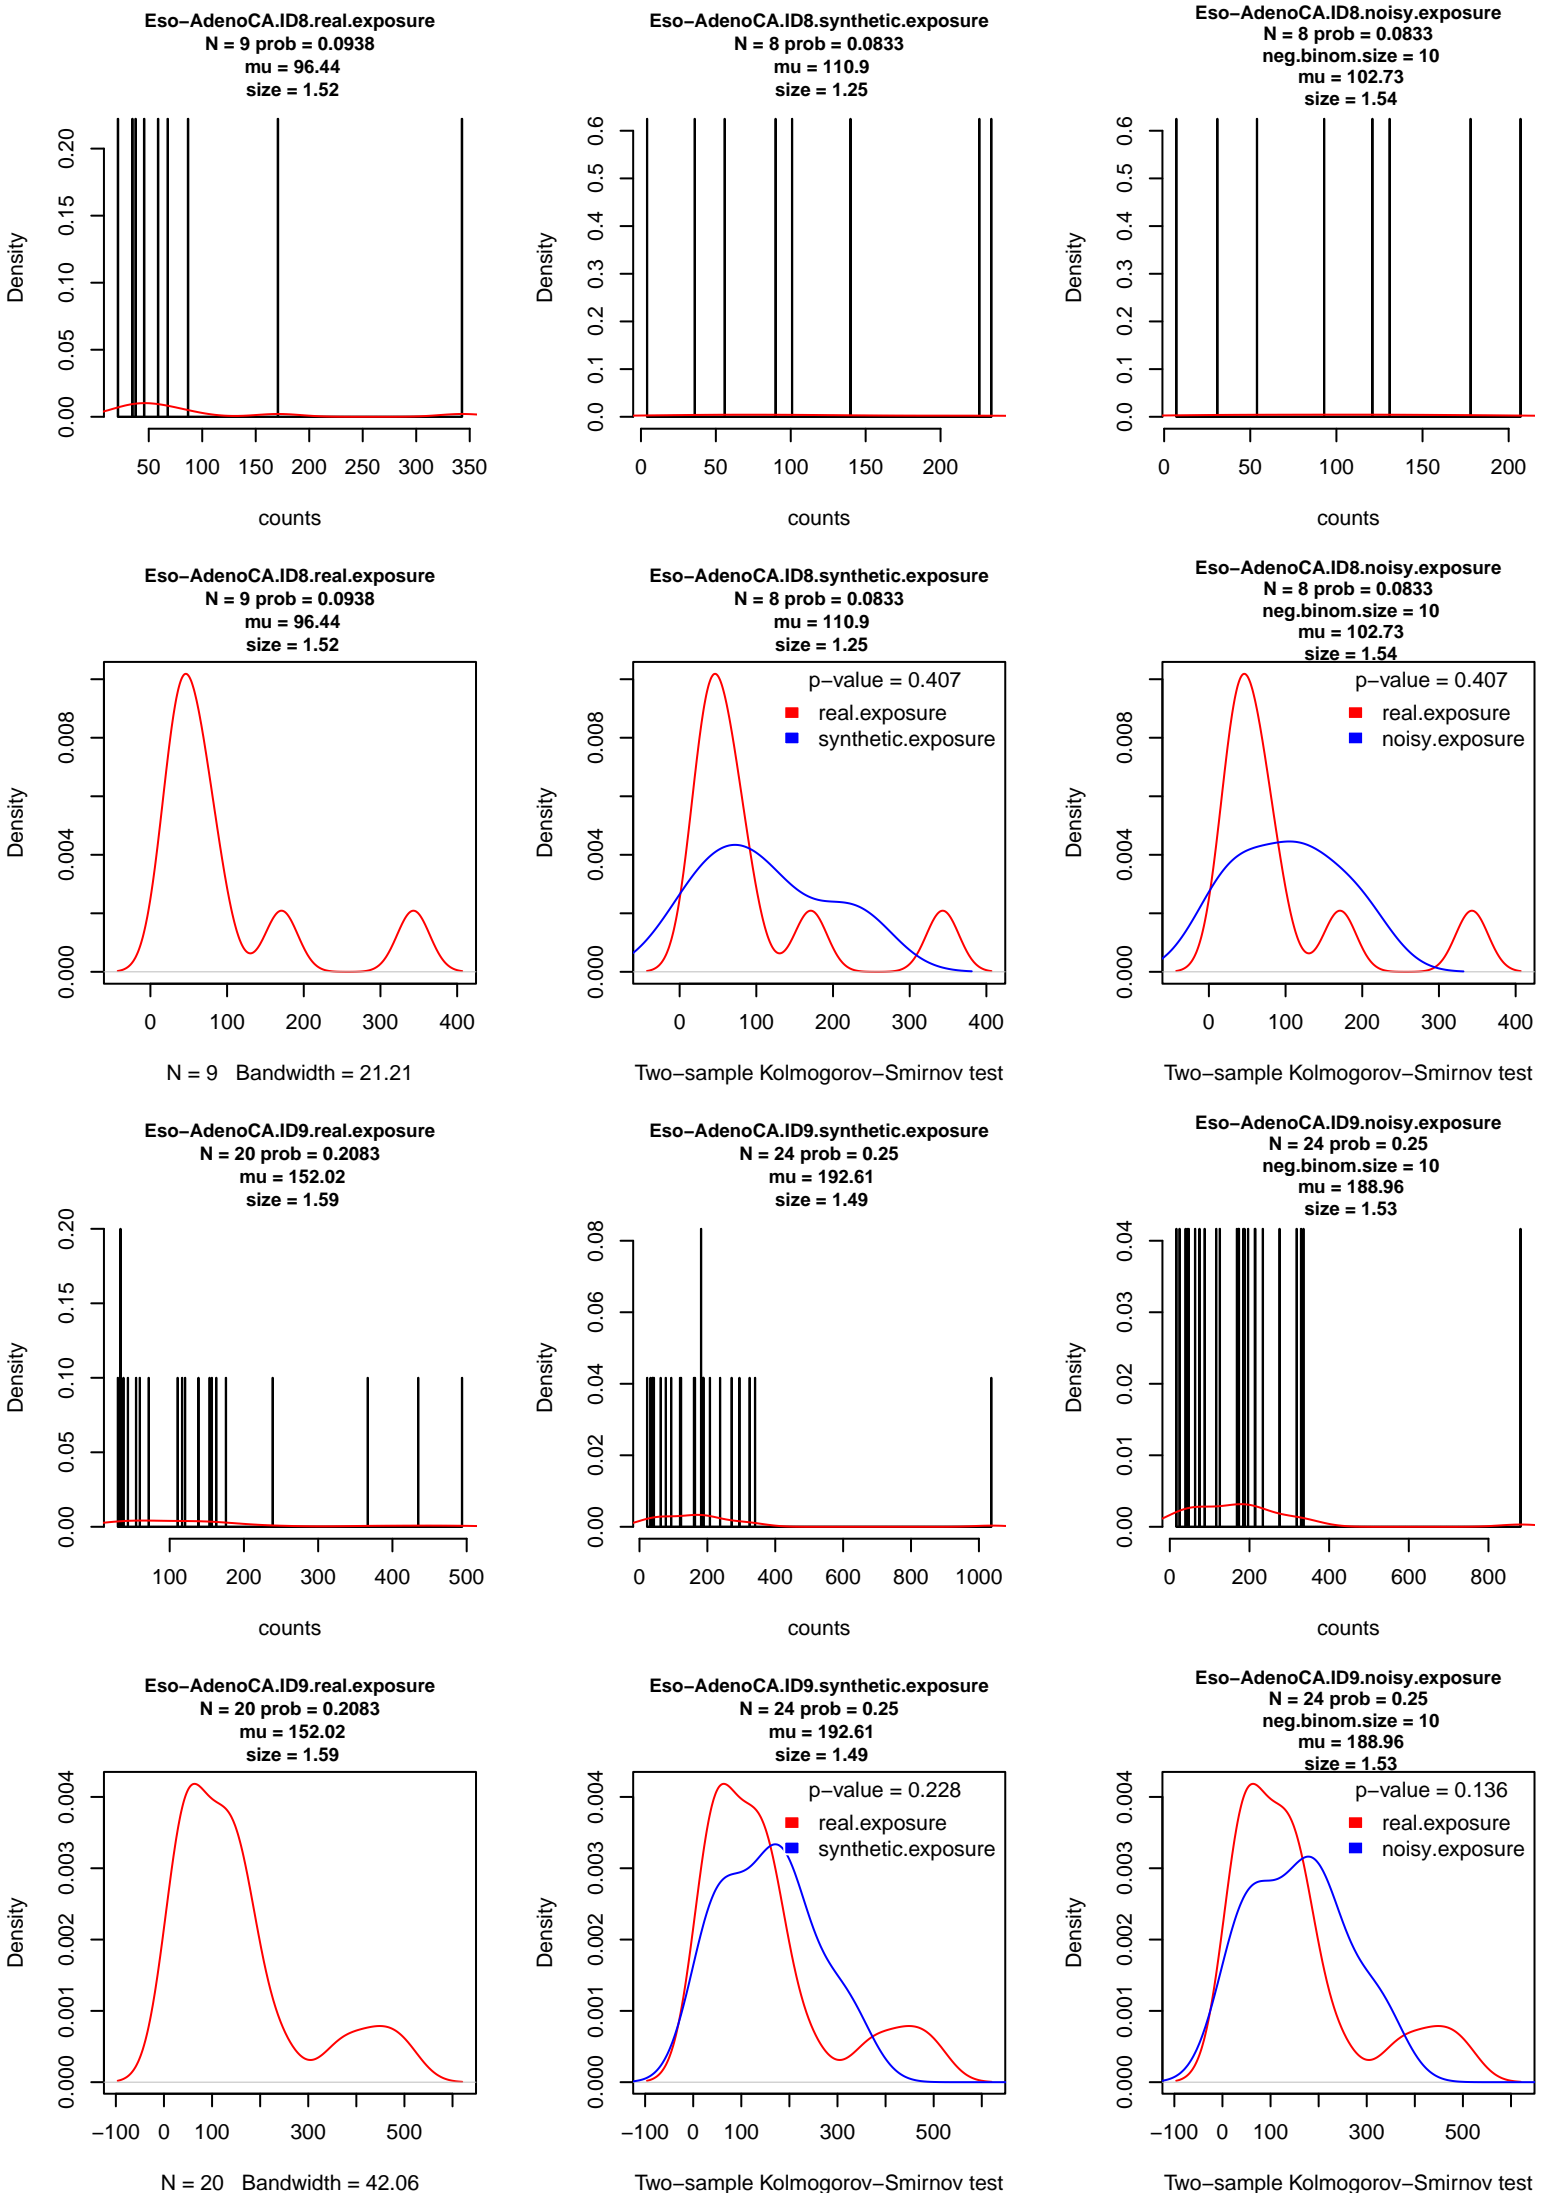 Eso−AdenoCA.ID8.real.exposure
N = 9 prob = 0.0938
mu = 96.44
size = 1.52
0.00 0.05 0.10 0.15 0.20
Density
50 100 150 200 250 300 350
counts
Eso−AdenoCA.ID8.synthetic.exposure
N = 8 prob = 0.0833
mu = 110.9
size = 1.25
0.0 0.1 0.2 0.3 0.4 0.5 0.6
Density
0 50 100 150 200
counts
Eso−AdenoCA.ID8.noisy.exposure
N = 8 prob = 0.0833
neg.binom.size = 10
mu = 102.73
size = 1.54
0.0 0.1 0.2 0.3 0.4 0.5 0.6
Density
0 50 100 150 200
counts
Eso−AdenoCA.ID8.real.exposure
N = 9 prob = 0.0938
mu = 96.44
size = 1.52
0.000 0.004 0.008
Density
0 100 200 300 400
N = 9 Bandwidth = 21.21
Eso−AdenoCA.ID8.synthetic.exposure
N = 8 prob = 0.0833
mu = 110.9
size = 1.25
p−value = 0.407
real.exposure
synthetic.exposure
0.000 0.004 0.008
Density
0 100 200 300 400
Two−sample Kolmogorov−Smirnov test
Eso−AdenoCA.ID8.noisy.exposure
N = 8 prob = 0.0833
neg.binom.size = 10
mu = 102.73
size = 1.54
p−value = 0.407
real.exposure
noisy.exposure
0.000 0.004 0.008
Density
0 100 200 300 400
Two−sample Kolmogorov−Smirnov test
Eso−AdenoCA.ID9.real.exposure
N = 20 prob = 0.2083
mu = 152.02
size = 1.59
0.00 0.05 0.10 0.15 0.20
Density
100 200 300 400 500
counts
Eso−AdenoCA.ID9.synthetic.exposure
N = 24 prob = 0.25
mu = 192.61
size = 1.49
0.00 0.02 0.04 0.06 0.08
Density
0 200 400 600 800 1000
counts
Eso−AdenoCA.ID9.noisy.exposure
N = 24 prob = 0.25
neg.binom.size = 10
mu = 188.96
size = 1.53
0.00 0.01 0.02 0.03 0.04
Density
0 200 400 600 800
counts
Eso−AdenoCA.ID9.real.exposure
N = 20 prob = 0.2083
mu = 152.02
size = 1.59
0.000 0.001 0.002 0.003 0.004
Density
−100 0 100 300 500
N = 20 Bandwidth = 42.06
Eso−AdenoCA.ID9.synthetic.exposure
N = 24 prob = 0.25
mu = 192.61
size = 1.49
p−value = 0.228
real.exposure
synthetic.exposure
0.000 0.001 0.002 0.003 0.004
Density
−100 0 100 300 500
Two−sample Kolmogorov−Smirnov test
Eso−AdenoCA.ID9.noisy.exposure
N = 24 prob = 0.25
neg.binom.size = 10
mu = 188.96
size = 1.53
p−value = 0.136
real.exposure
noisy.exposure
0.000 0.001 0.002 0.003 0.004
Density
−100 0 100 300 500
Two−sample Kolmogorov−Smirnov test